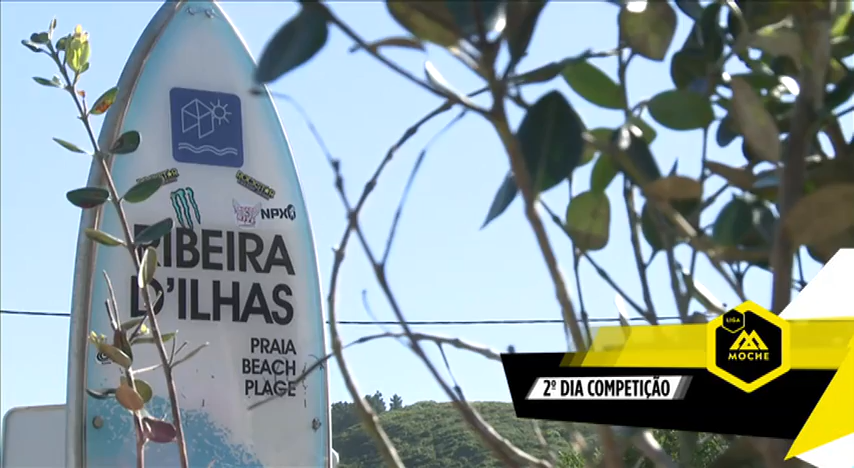 NPX
RIBEIRA
D'ILHAS
PRAIA
BEACH
PLAGE
LIGA
MOCHE
2º DIA COMPETIÇÃO